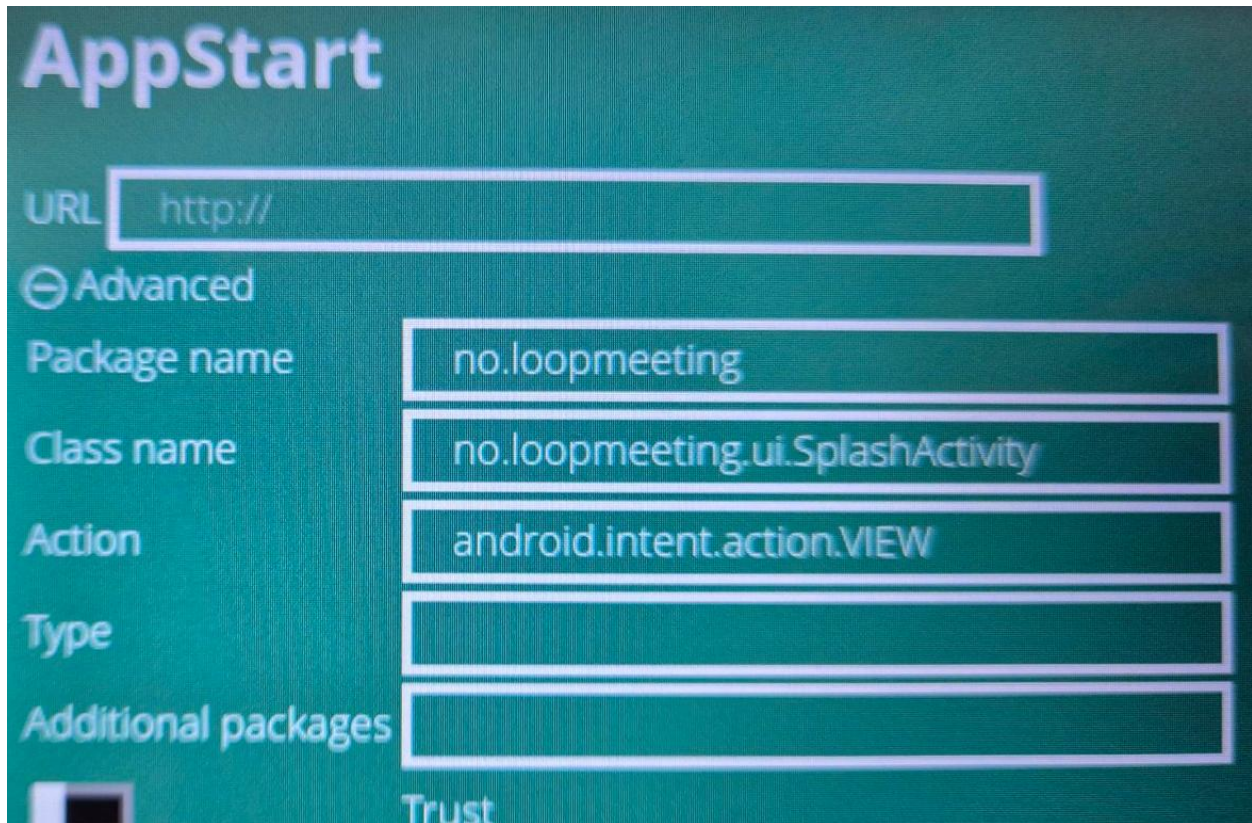 AppStart
URL http://
Advanced
Package name no.loopmeeting
Class name no.loopmeeting.ui.SplashActivity
Action android.intent.action.VIEW
Type
Additional packages
Trust